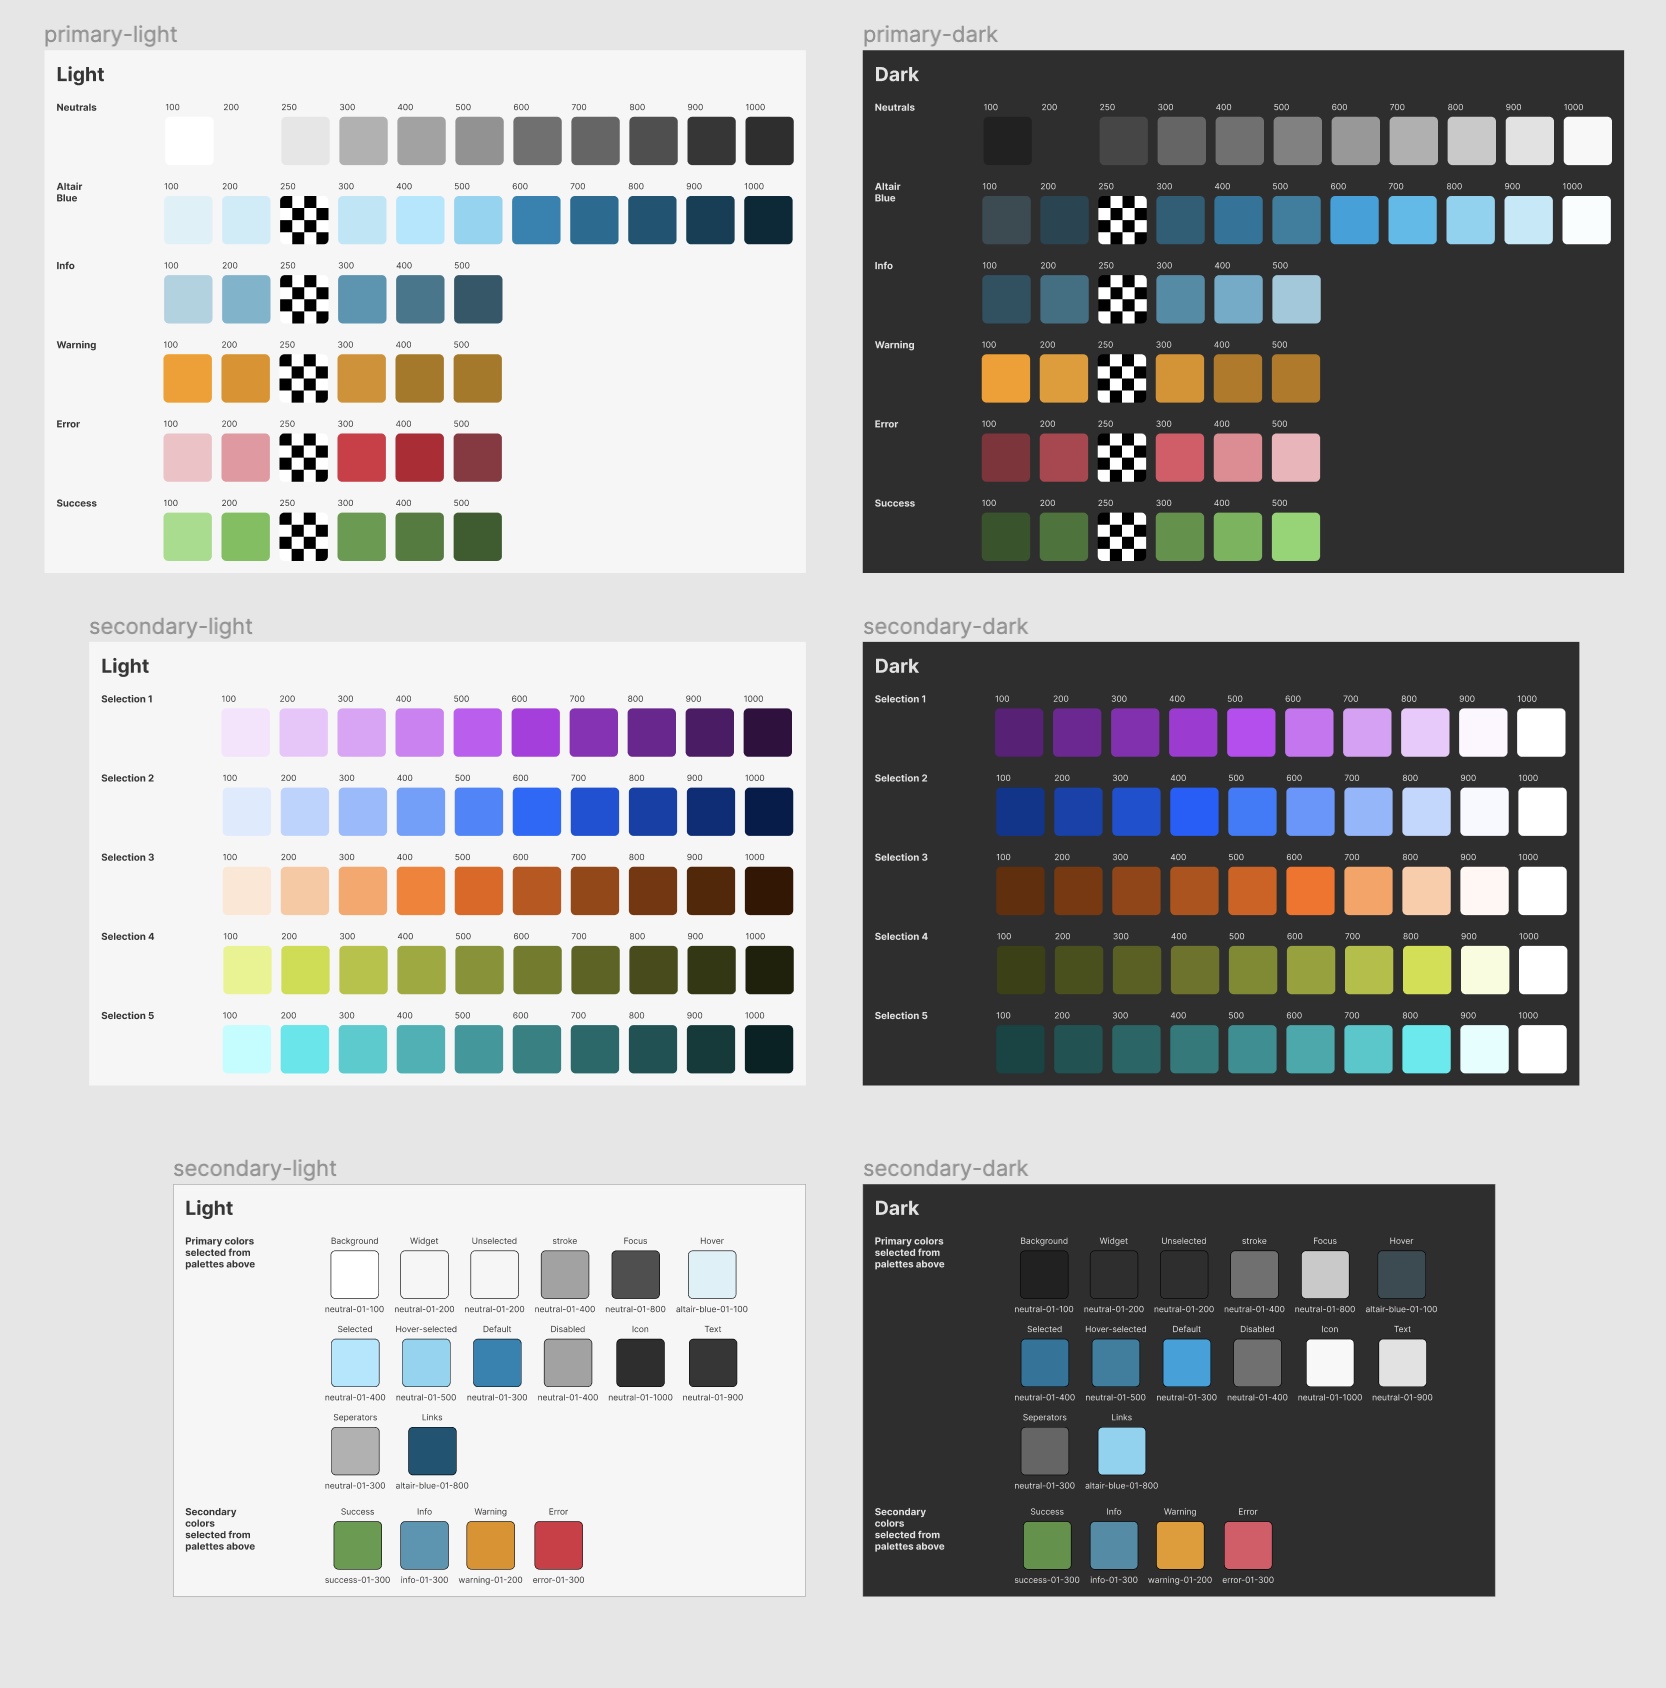 primary-light
Light
Neutrals
100 200 250 300 400 500 600 700 800 900 1000
Altair
Blue
100 200 250 300 400 500 600 700 800 900 1000
Info
100 200 250 300 400 500
Warning
100 200 250 300 400 500
Error
100 200 250 300 400 500
Success
100 200 250 300 400 500
primary-dark
Dark
Neutrals
100 200 250 300 400 500 600 700 800 900 1000
Altair
Blue
100 200 250 300 400 500 600 700 800 900 1000
Info
100 200 250 300 400 500
Warning
100 200 250 300 400 500
Error
100 200 250 300 400 500
Success
100 200 250 300 400 500
secondary-light
Light
Selection 1
100 200 300 400 500 600 700 800 900 1000
Selection 2
100 200 300 400 500 600 700 800 900 1000
Selection 3
100 200 300 400 500 600 700 800 900 1000
Selection 4
100 200 300 400 500 600 700 800 900 1000
Selection 5
100 200 300 400 500 600 700 800 900 1000
secondary-dark
Dark
Selection 1
100 200 300 400 500 600 700 800 900 1000
Selection 2
100 200 300 400 500 600 700 800 900 1000
Selection 3
100 200 300 400 500 600 700 800 900 1000
Selection 4
100 200 300 400 500 600 700 800 900 1000
Selection 5
100 200 300 400 500 600 700 800 900 1000
secondary-light
Light
Primary colors
selected from
palettes above
Background Widget Unselected stroke Focus Hover
neutral-01-100 neutral-01-200 neutral-01-200 neutral-01-400 neutral-01-800 altair-blue-01-100
Selected Hover-selected Default Disabled Icon Text
neutral-01-400 neutral-01-500 neutral-01-300 neutral-01-400 neutral-01-1000 neutral-01-900
Seperators Links
neutral-01-300 altair-blue-01-800
Secondary
colors
selected from
palettes above
Success Info Warning Error
success-01-300 info-01-300 warning-01-200 error-01-300
secondary-dark
Dark
Primary colors
selected from
palettes above
Background Widget Unselected stroke Focus Hover
neutral-01-100 neutral-01-200 neutral-01-200 neutral-01-400 neutral-01-800 altair-blue-01-100
Selected Hover-selected Default Disabled Icon Text
neutral-01-400 neutral-01-500 neutral-01-300 neutral-01-400 neutral-01-1000 neutral-01-900
Seperators Links
neutral-01-300 altair-blue-01-800
Secondary
colors
selected from
palettes above
Success Info Warning Error
success-01-300 info-01-300 warning-01-200 error-01-300